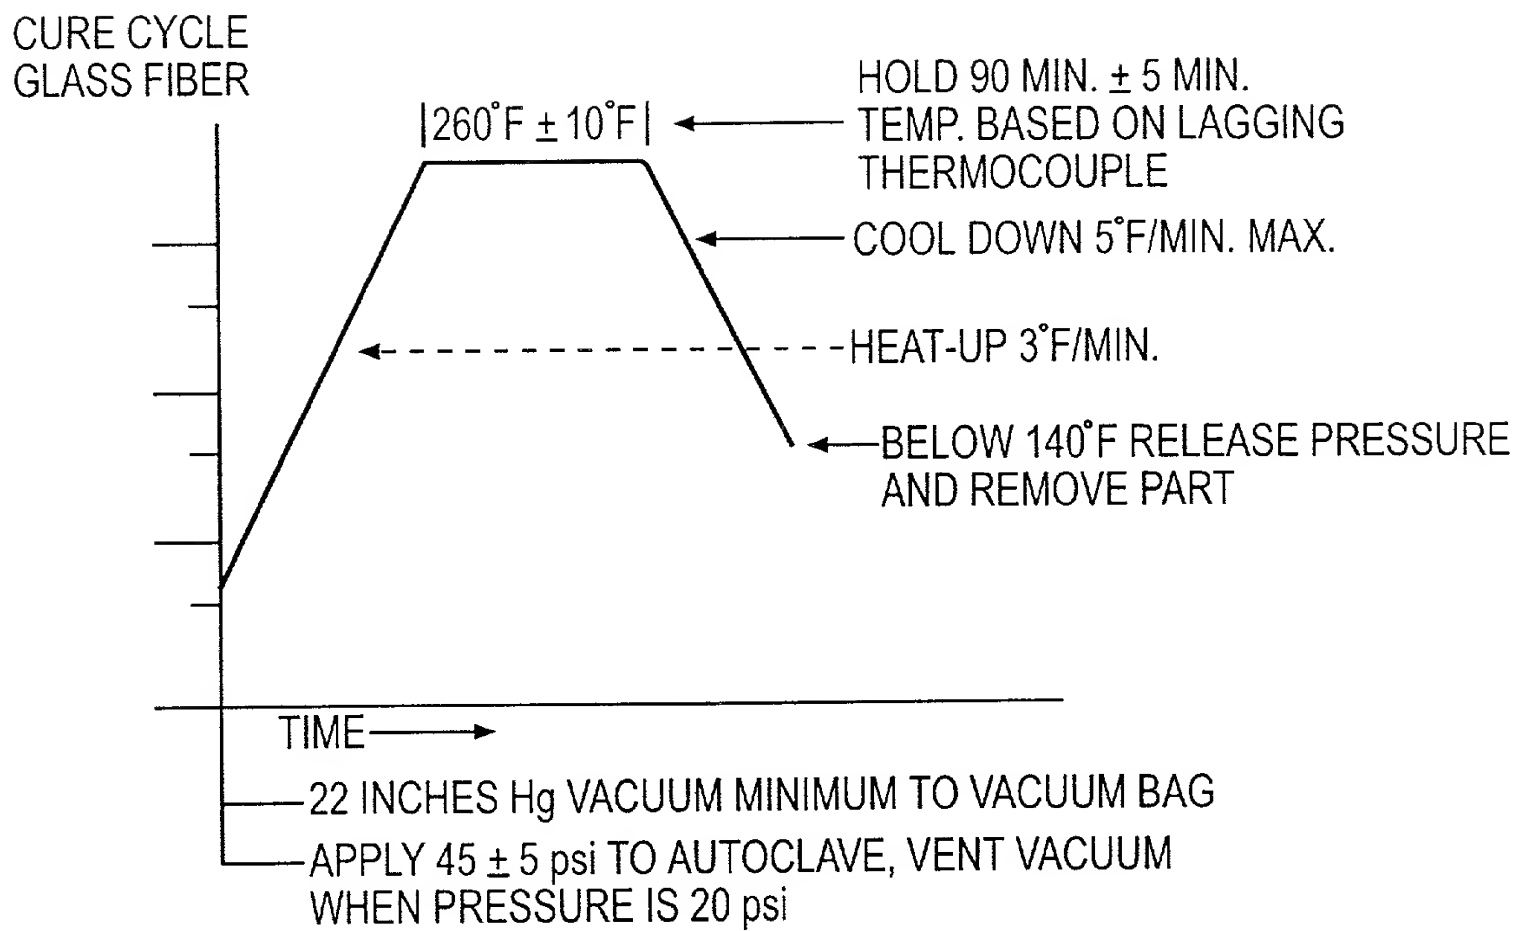 CURE CYCLE
GLASS FIBER
|260°F ± 10°F|
HOLD 90 MIN. ± 5 MIN.
TEMP. BASED ON LAGGING
THERMOCOUPLE
COOL DOWN 5°F/MIN. MAX.
HEAT-UP 3°F/MIN.
BELOW 140°F RELEASE PRESSURE
AND REMOVE PART
TIME
22 INCHES Hg VACUUM MINIMUM TO VACUUM BAG
APPLY 45 ± 5 psi TO AUTOCLAVE, VENT VACUUM
WHEN PRESSURE IS 20 psi